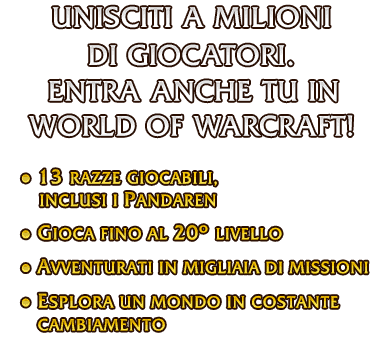 UNISCITI A MILIONI
DI GIOCATORI.
ENTRA ANCHE TU IN
WORLD OF WARCRAFT!
• 13 RAZZE GIOCABILI,
INCLUSI I PANDAREN
• GIOCA FINO AL 20° LIVELLO
• AVVENTURATI IN MIGLIAIA DI MISSIONI
• ESPLORA UN MONDO IN COSTANTE
CAMBIAMENTO